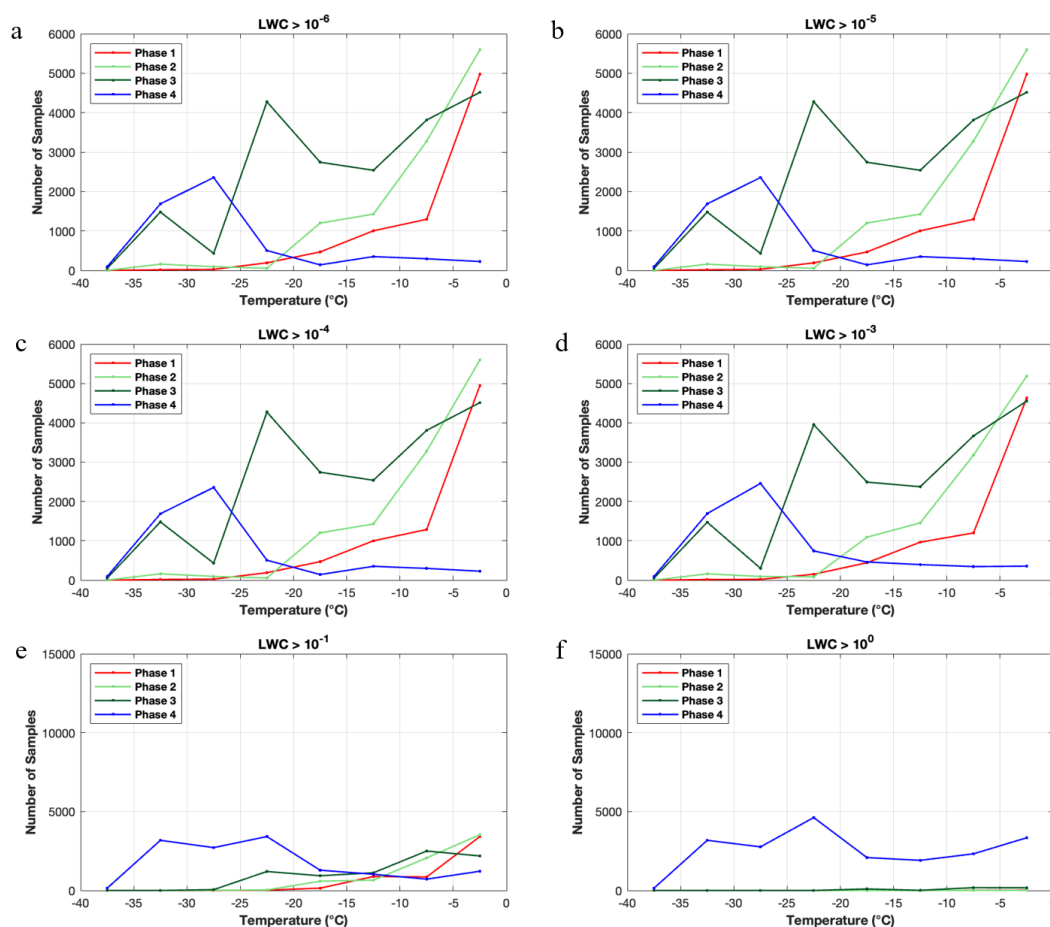 a
LWC > 10⁻⁶
Number of Samples
6000
5000
4000
3000
2000
1000
0
Phase 1
Phase 2
Phase 3
Phase 4
-40 -35 -30 -25 -20 -15 -10 -5 0
Temperature (°C)
b
LWC > 10⁻⁵
Number of Samples
6000
5000
4000
3000
2000
1000
0
Phase 1
Phase 2
Phase 3
Phase 4
-40 -35 -30 -25 -20 -15 -10 -5 0
Temperature (°C)
c
LWC > 10⁻⁴
Number of Samples
6000
5000
4000
3000
2000
1000
0
Phase 1
Phase 2
Phase 3
Phase 4
-40 -35 -30 -25 -20 -15 -10 -5 0
Temperature (°C)
d
LWC > 10⁻³
Number of Samples
6000
5000
4000
3000
2000
1000
0
Phase 1
Phase 2
Phase 3
Phase 4
-40 -35 -30 -25 -20 -15 -10 -5 0
Temperature (°C)
e
LWC > 10⁻¹
Number of Samples
15000
10000
5000
0
Phase 1
Phase 2
Phase 3
Phase 4
-40 -35 -30 -25 -20 -15 -10 -5 0
Temperature (°C)
f
LWC > 10⁰
Number of Samples
15000
10000
5000
0
Phase 1
Phase 2
Phase 3
Phase 4
-40 -35 -30 -25 -20 -15 -10 -5 0
Temperature (°C)